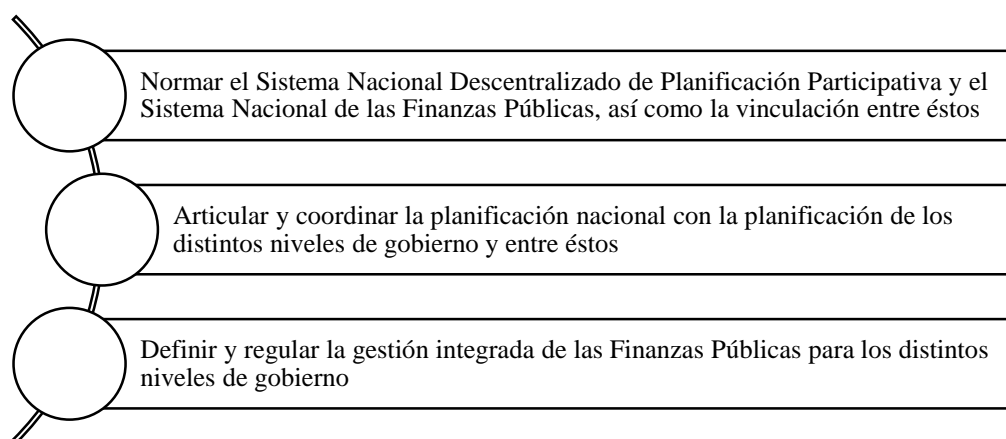 Normar el Sistema Nacional Descentralizado de Planificación Participativa y el
Sistema Nacional de las Finanzas Públicas, así como la vinculación entre éstos
Articular y coordinar la planificación nacional con la planificación de los
distintos niveles de gobierno y entre éstos
Definir y regular la gestión integrada de las Finanzas Públicas para los distintos
niveles de gobierno